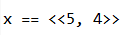 x == <<5, 4>>